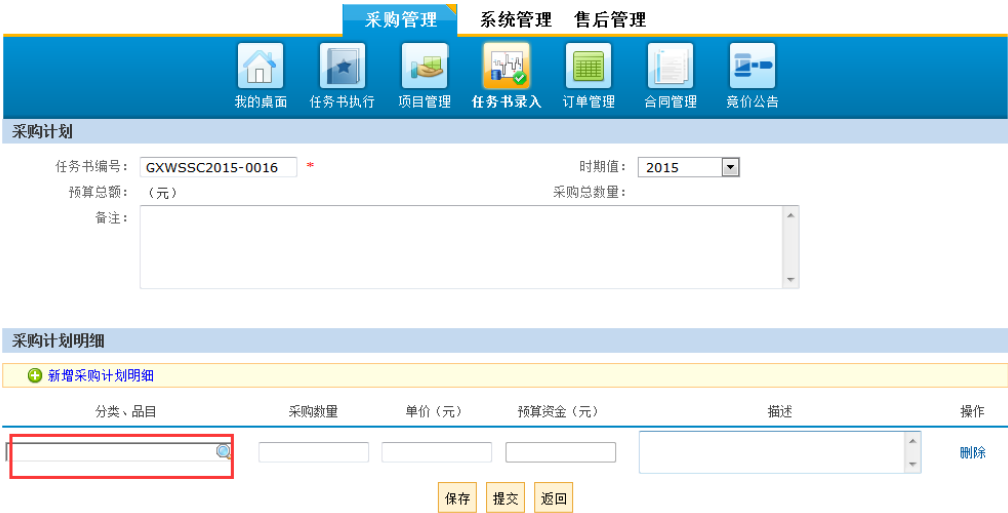 采购管理 系统管理 售后管理
我的桌面 任务书执行 项目管理 任务书录入 订单管理 合同管理 竞价公告
采购计划
任务书编号: GXWSSC2015-0016 * 时期值: 2015
预算总额: （元） 采购总数量:
备注:
采购计划明细
新增采购计划明细
分类、品目 采购数量 单价（元） 预算资金（元） 描述 操作
删除
保存 提交 返回